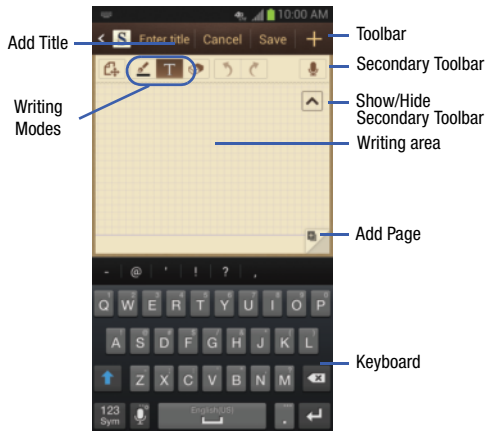 10:00 AM
Add Title
S Enter title Cancel Save +
Toolbar
T
Secondary Toolbar
Writing
Modes
Show/Hide
Secondary Toolbar
Writing area
Add Page
- @ ' ! ? ,
Q W E R T Y U I O P
A S D F G H J K L
Keyboard
Z X C V B N M
123
Sym
English(US)
.